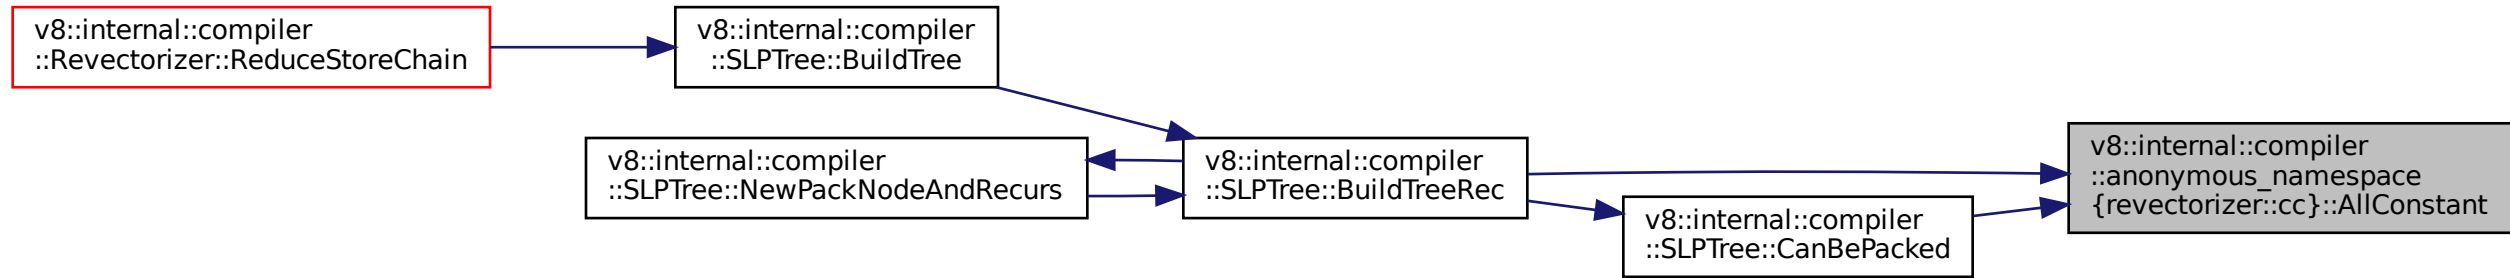 v8::internal::compiler
::Revectorizer::ReduceStoreChain
v8::internal::compiler
::SLPTree::BuildTree
v8::internal::compiler
::SLPTree::NewPackNodeAndRecurs
v8::internal::compiler
::SLPTree::BuildTreeRec
v8::internal::compiler
::SLPTree::CanBePacked
v8::internal::compiler
::anonymous_namespace
{revectorizer::cc}::AllConstant